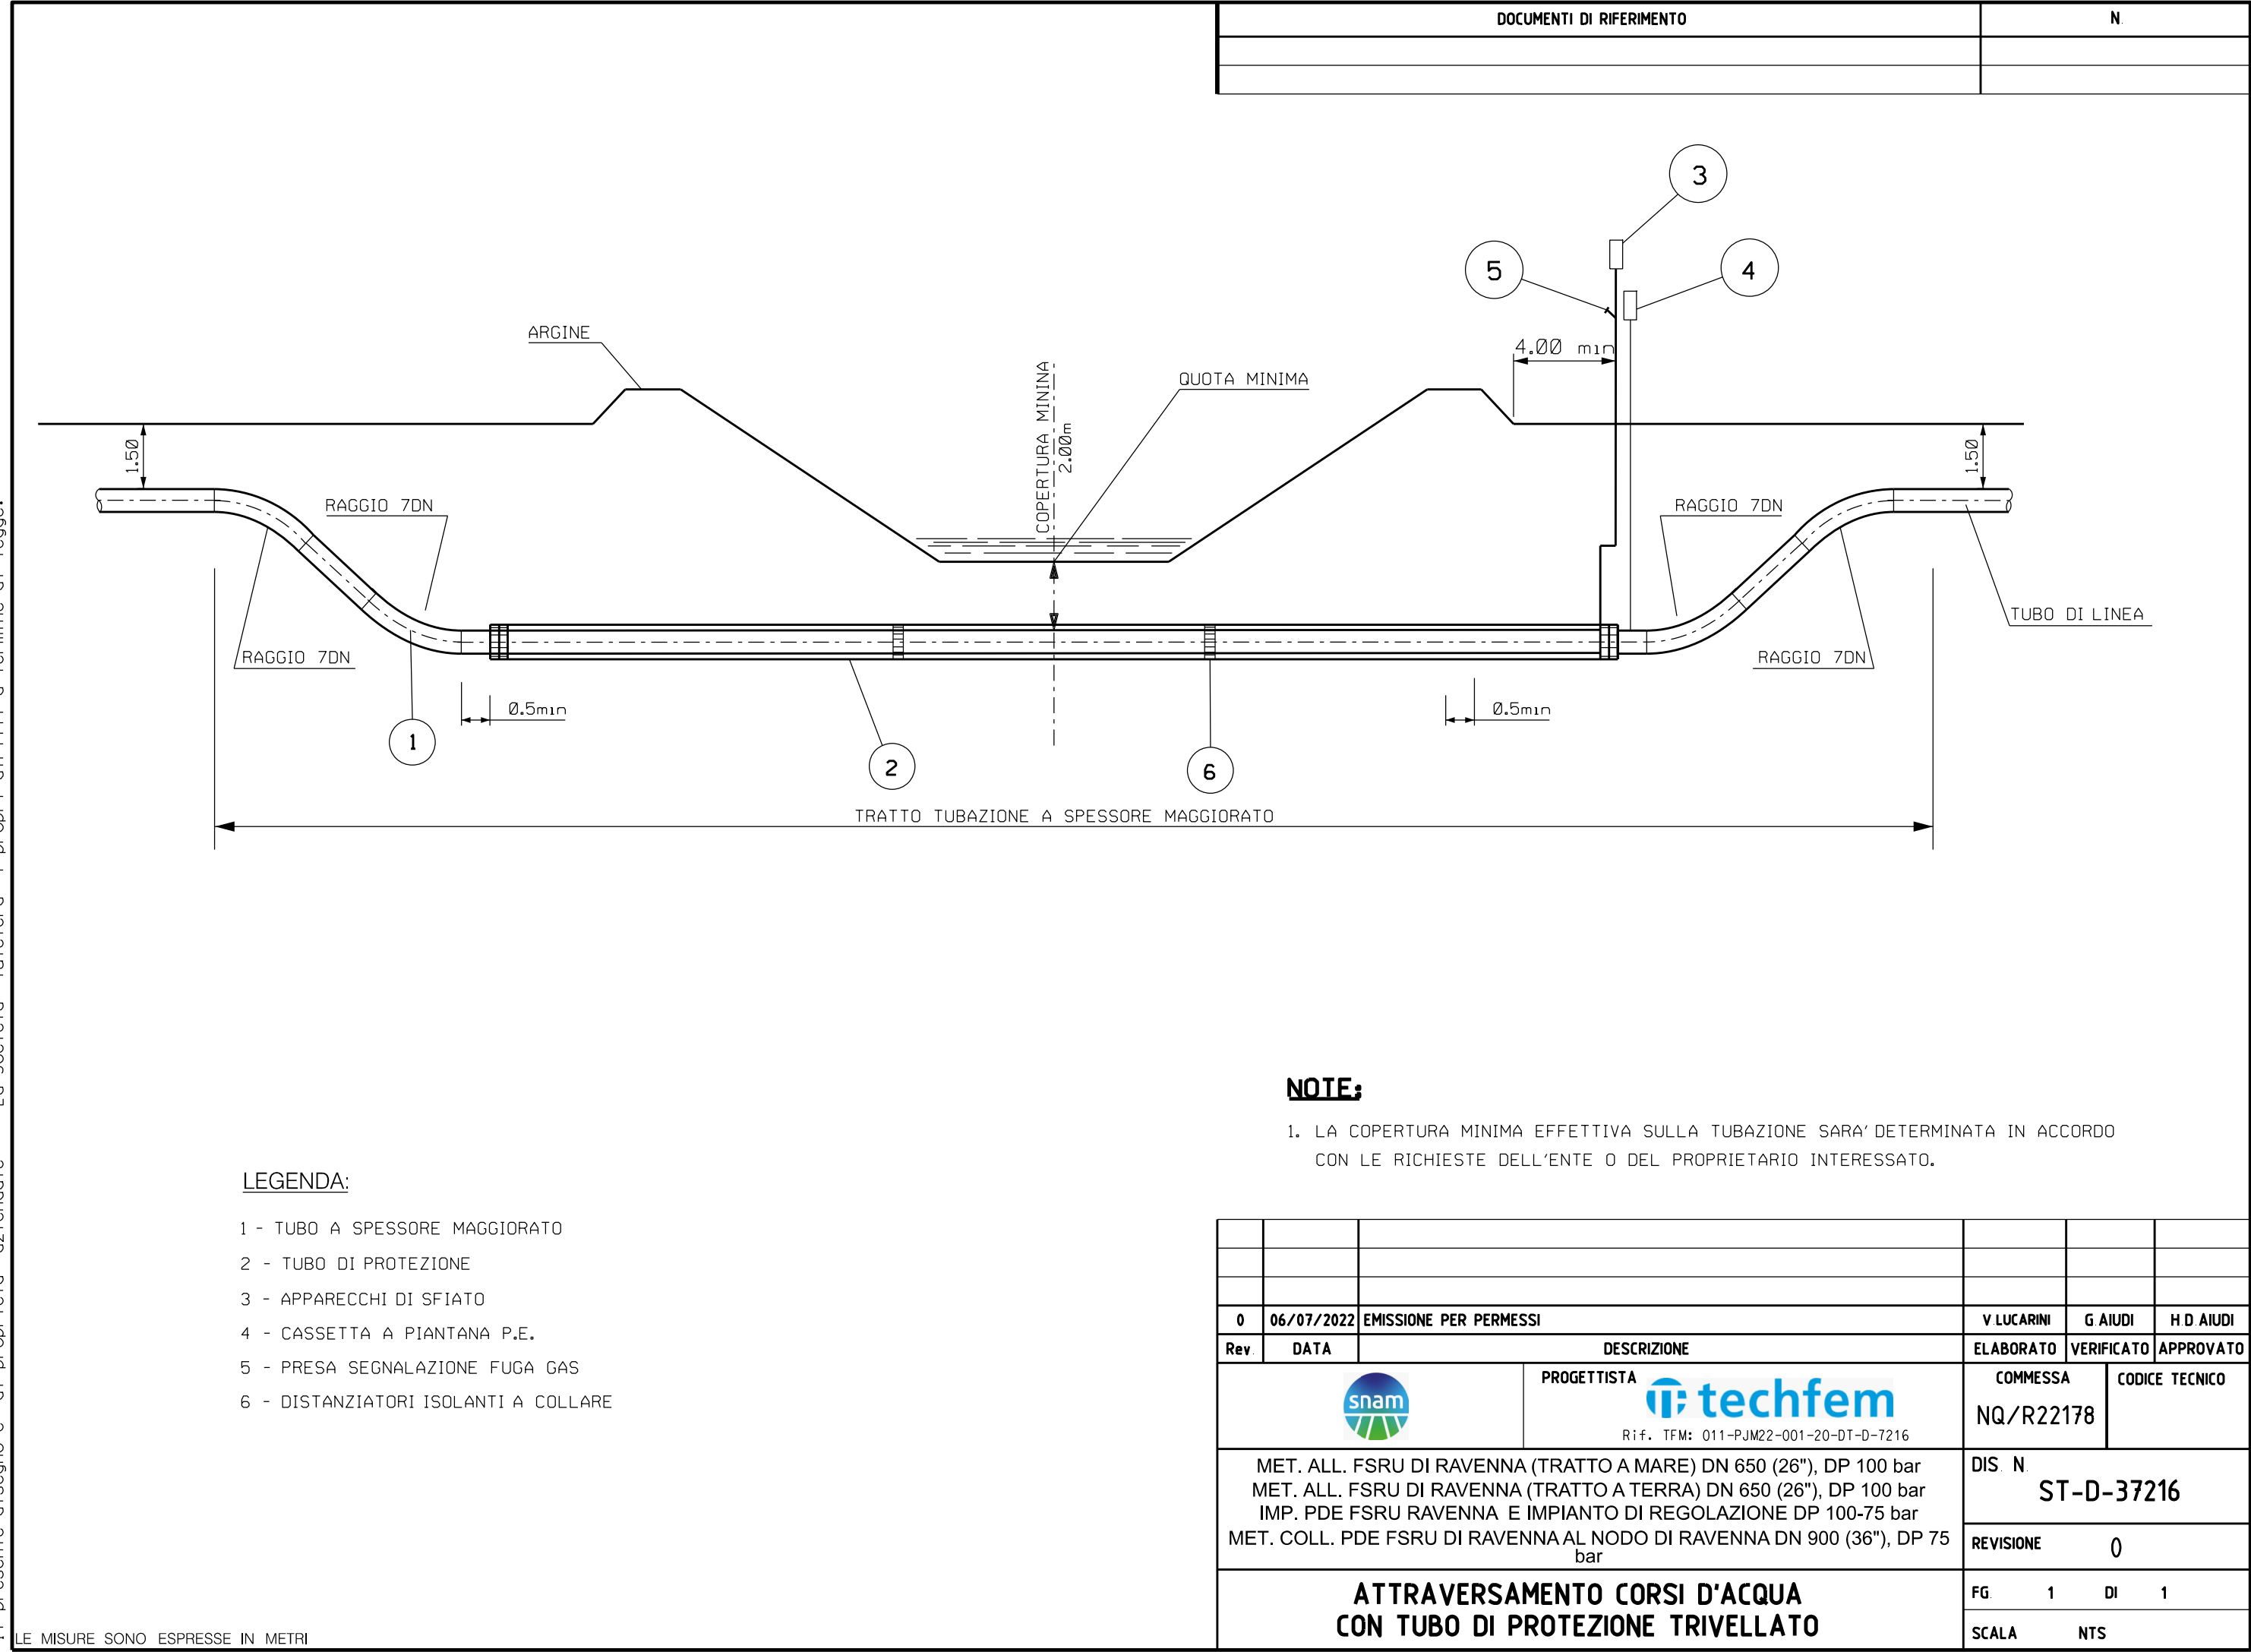 DOCUMENTI DI RIFERIMENTO
N.
3
5
4
ARGINE
4.00 min
COPERTURA MININA
2.00m
QUOTA MINIMA
1.50
1.50
RAGGIO 7DN
RAGGIO 7DN
TUBO DI LINEA
RAGGIO 7DN
RAGGIO 7DN
0.5min
0.5min
1
2
6
TRATTO TUBAZIONE A SPESSORE MAGGIORATO
NOTE:
1. LA COPERTURA MINIMA EFFETTIVA SULLA TUBAZIONE SARA' DETERMINATA IN ACCORDO
CON LE RICHIESTE DELL'ENTE O DEL PROPRIETARIO INTERESSATO.
LEGENDA:
1 - TUBO A SPESSORE MAGGIORATO
2 - TUBO DI PROTEZIONE
3 - APPARECCHI DI SFIATO
4 - CASSETTA A PIANTANA P.E.
5 - PRESA SEGNALAZIONE FUGA GAS
6 - DISTANZIATORI ISOLANTI A COLLARE
0 06/07/2022 EMISSIONE PER PERMESSI V.LUCARINI G.AIUDI H.D.AIUDI
Rev. DATA DESCRIZIONE ELABORATO VERIFICATO APPROVATO
snam
PROGETTISTA
techfem
Rif. TFM: 011-PJM22-001-20-DT-D-7216
COMMESSA
NQ/R22178
CODICE TECNICO
MET. ALL. FSRU DI RAVENNA (TRATTO A MARE) DN 650 (26"), DP 100 bar
MET. ALL. FSRU DI RAVENNA (TRATTO A TERRA) DN 650 (26"), DP 100 bar
IMP. PDE FSRU RAVENNA E IMPIANTO DI REGOLAZIONE DP 100-75 bar
MET. COLL. PDE FSRU DI RAVENNA AL NODO DI RAVENNA DN 900 (36"), DP 75
bar
DIS. N.
ST-D-37216
REVISIONE 0
ATTRAVERSAMENTO CORSI D'ACQUA
CON TUBO DI PROTEZIONE TRIVELLATO
FG. 1 DI 1
SCALA NTS
LE MISURE SONO ESPRESSE IN METRI